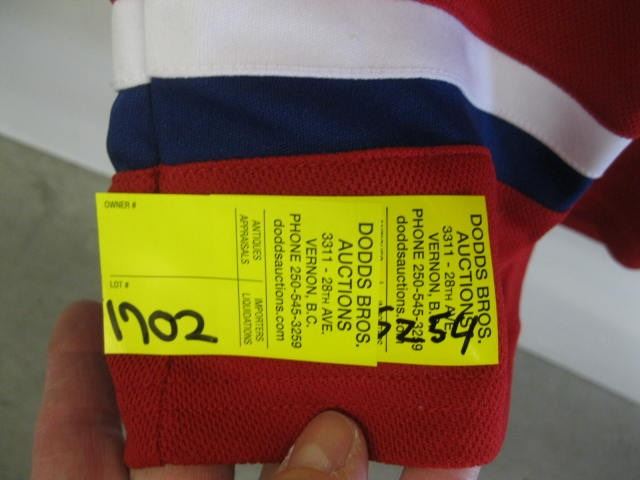 OWNER #
LOT #
1702
ANTIQUES
APPRAISALS
IMPORTERS
LIQUIDATIONS
DODDS BROS.
AUCTIONS
3311 - 28TH AVE.
VERNON, B.C.
PHONE 250-545-3259
doddsauctions.com
DODDS BROS.
AUCTIONS
3311 - 28TH AVE.
VERNON, B.C.
PHONE 250-545-3259
doddsauctions.com